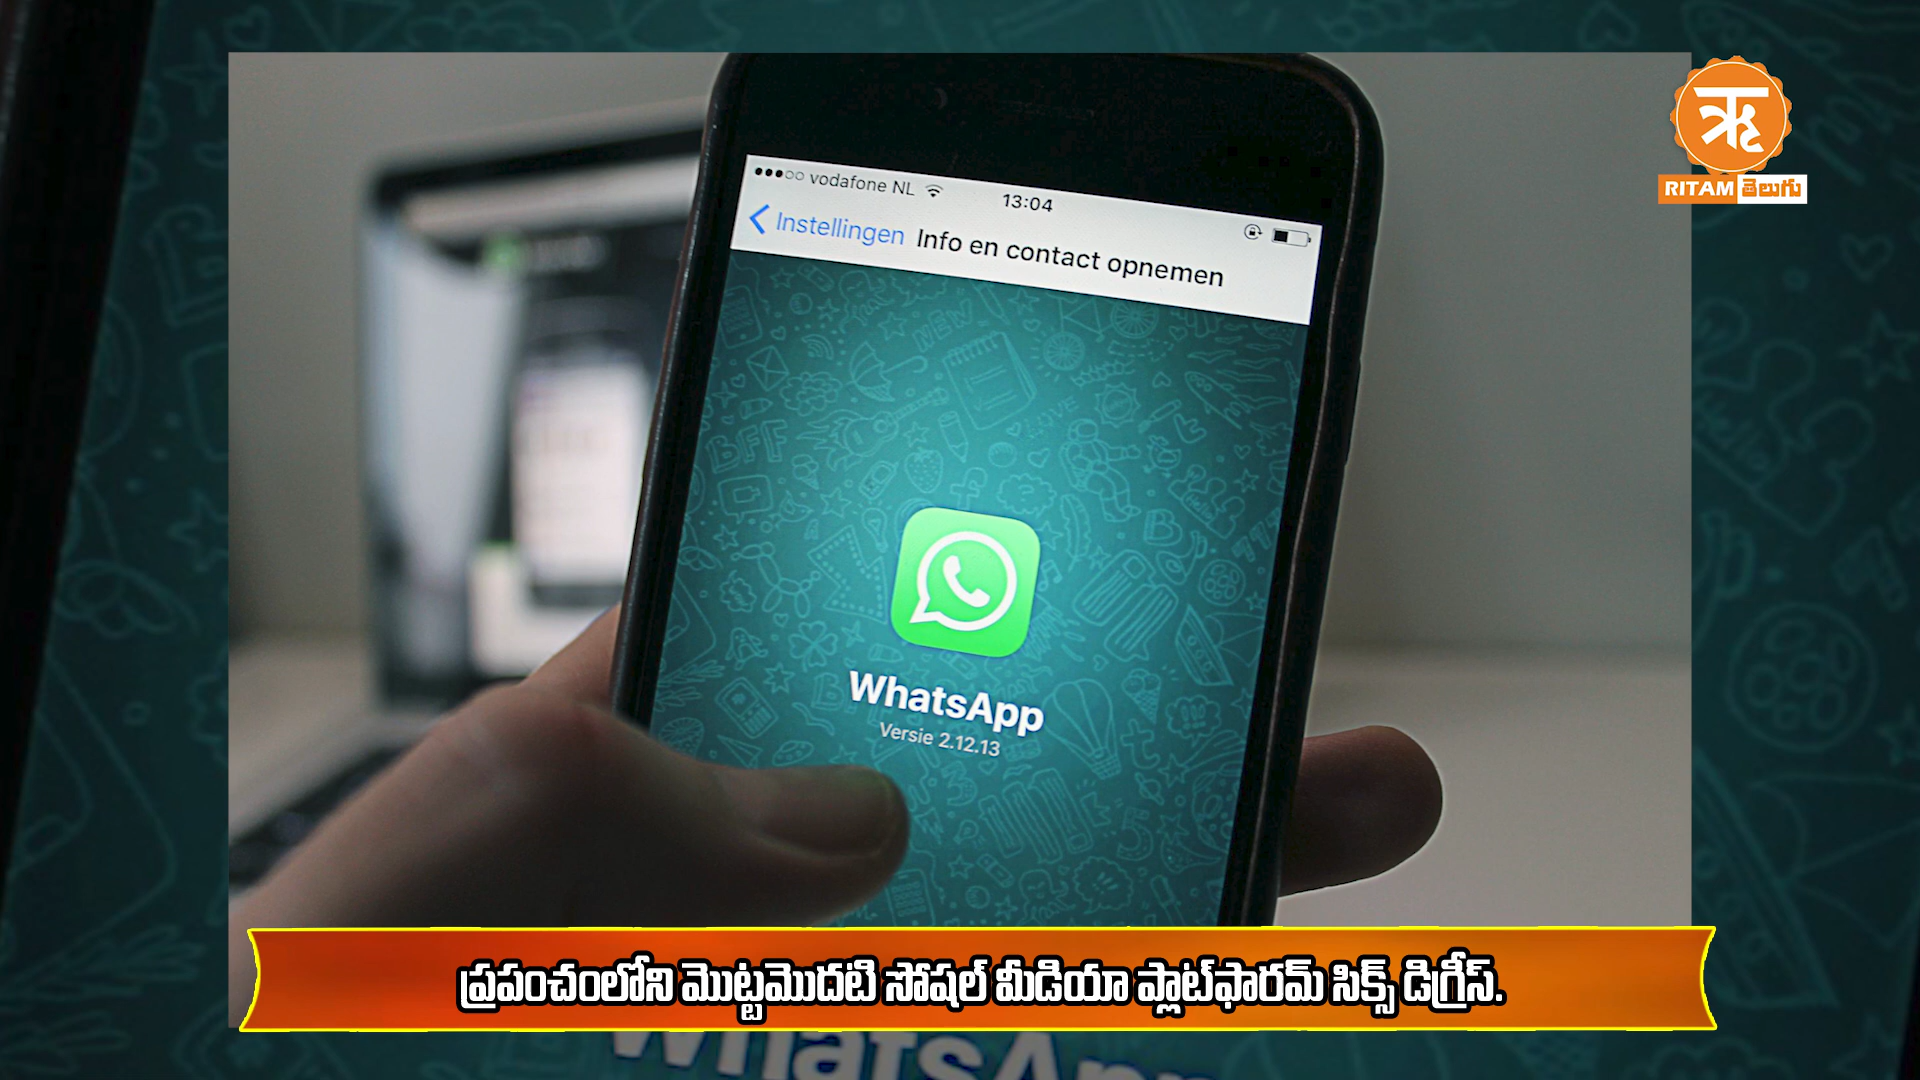 vodafone NL 13:04
Instellingen Info en contact opnemen
WhatsApp
Versie 2.12.13
RITAM తెలుగు
ప్రపంచంలోని మొట్టమొదటి సోషల్ మీడియా ప్లాట్‌ఫారమ్ సిక్స్ డిగ్రీస్.
WhatsApp